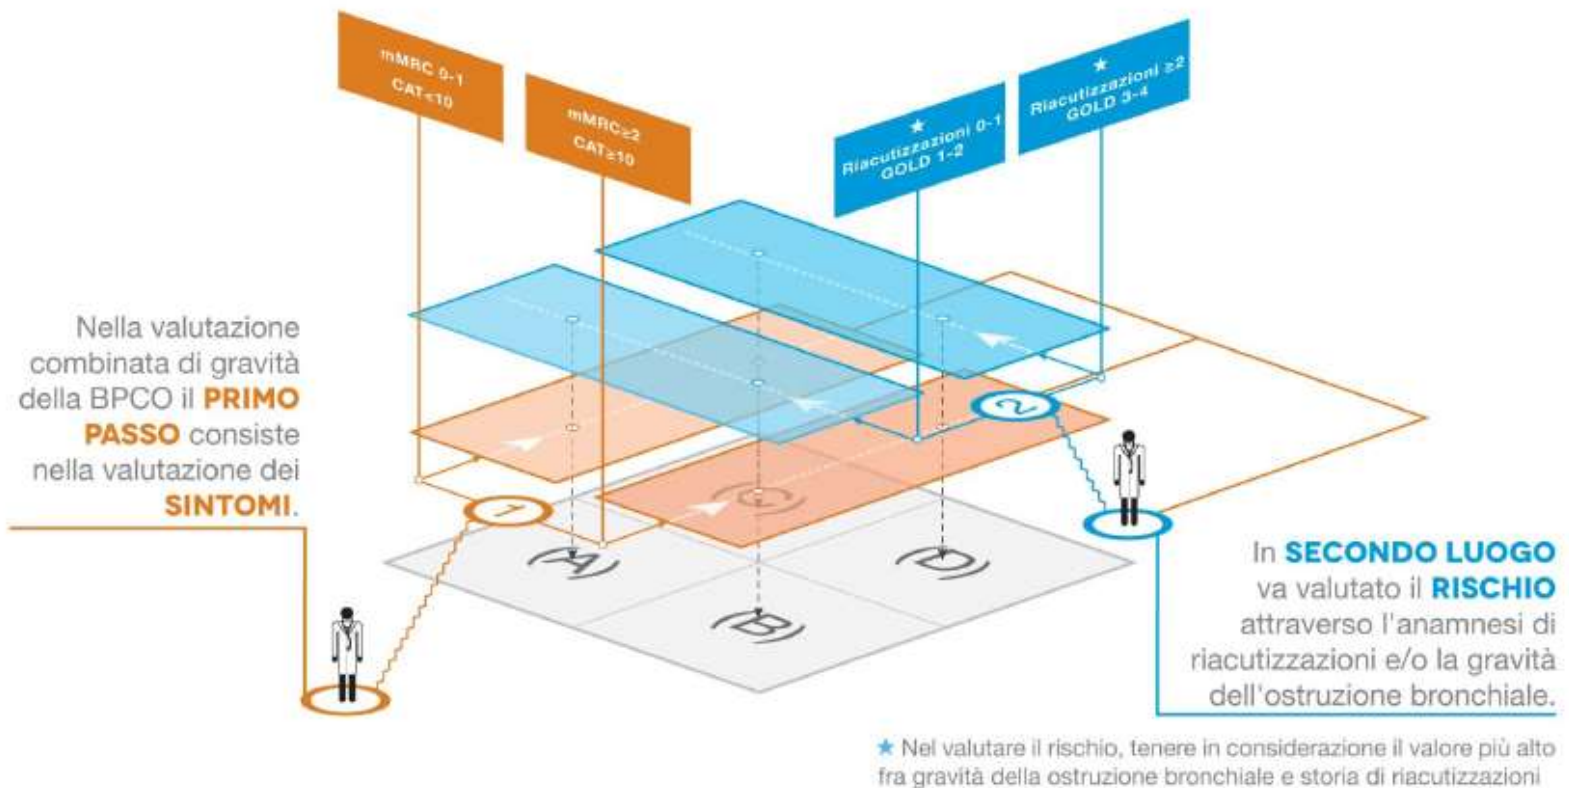 mMRC 0-1
CAT<10
mMRC≥2
CAT≥10
★
Riacutizzazioni 0-1
GOLD 1-2
★
Riacutizzazioni ≥2
GOLD 3-4
Nella valutazione
combinata di gravità
della BPCO il PRIMO
PASSO consiste
nella valutazione dei
SINTOMI.
1
2
(A)
(B)
(C)
(D)
In SECONDO LUOGO
va valutato il RISCHIO
attraverso l'anamnesi di
riacutizzazioni e/o la gravità
dell'ostruzione bronchiale.
★ Nel valutare il rischio, tenere in considerazione il valore più alto
fra gravità della ostruzione bronchiale e storia di riacutizzazioni